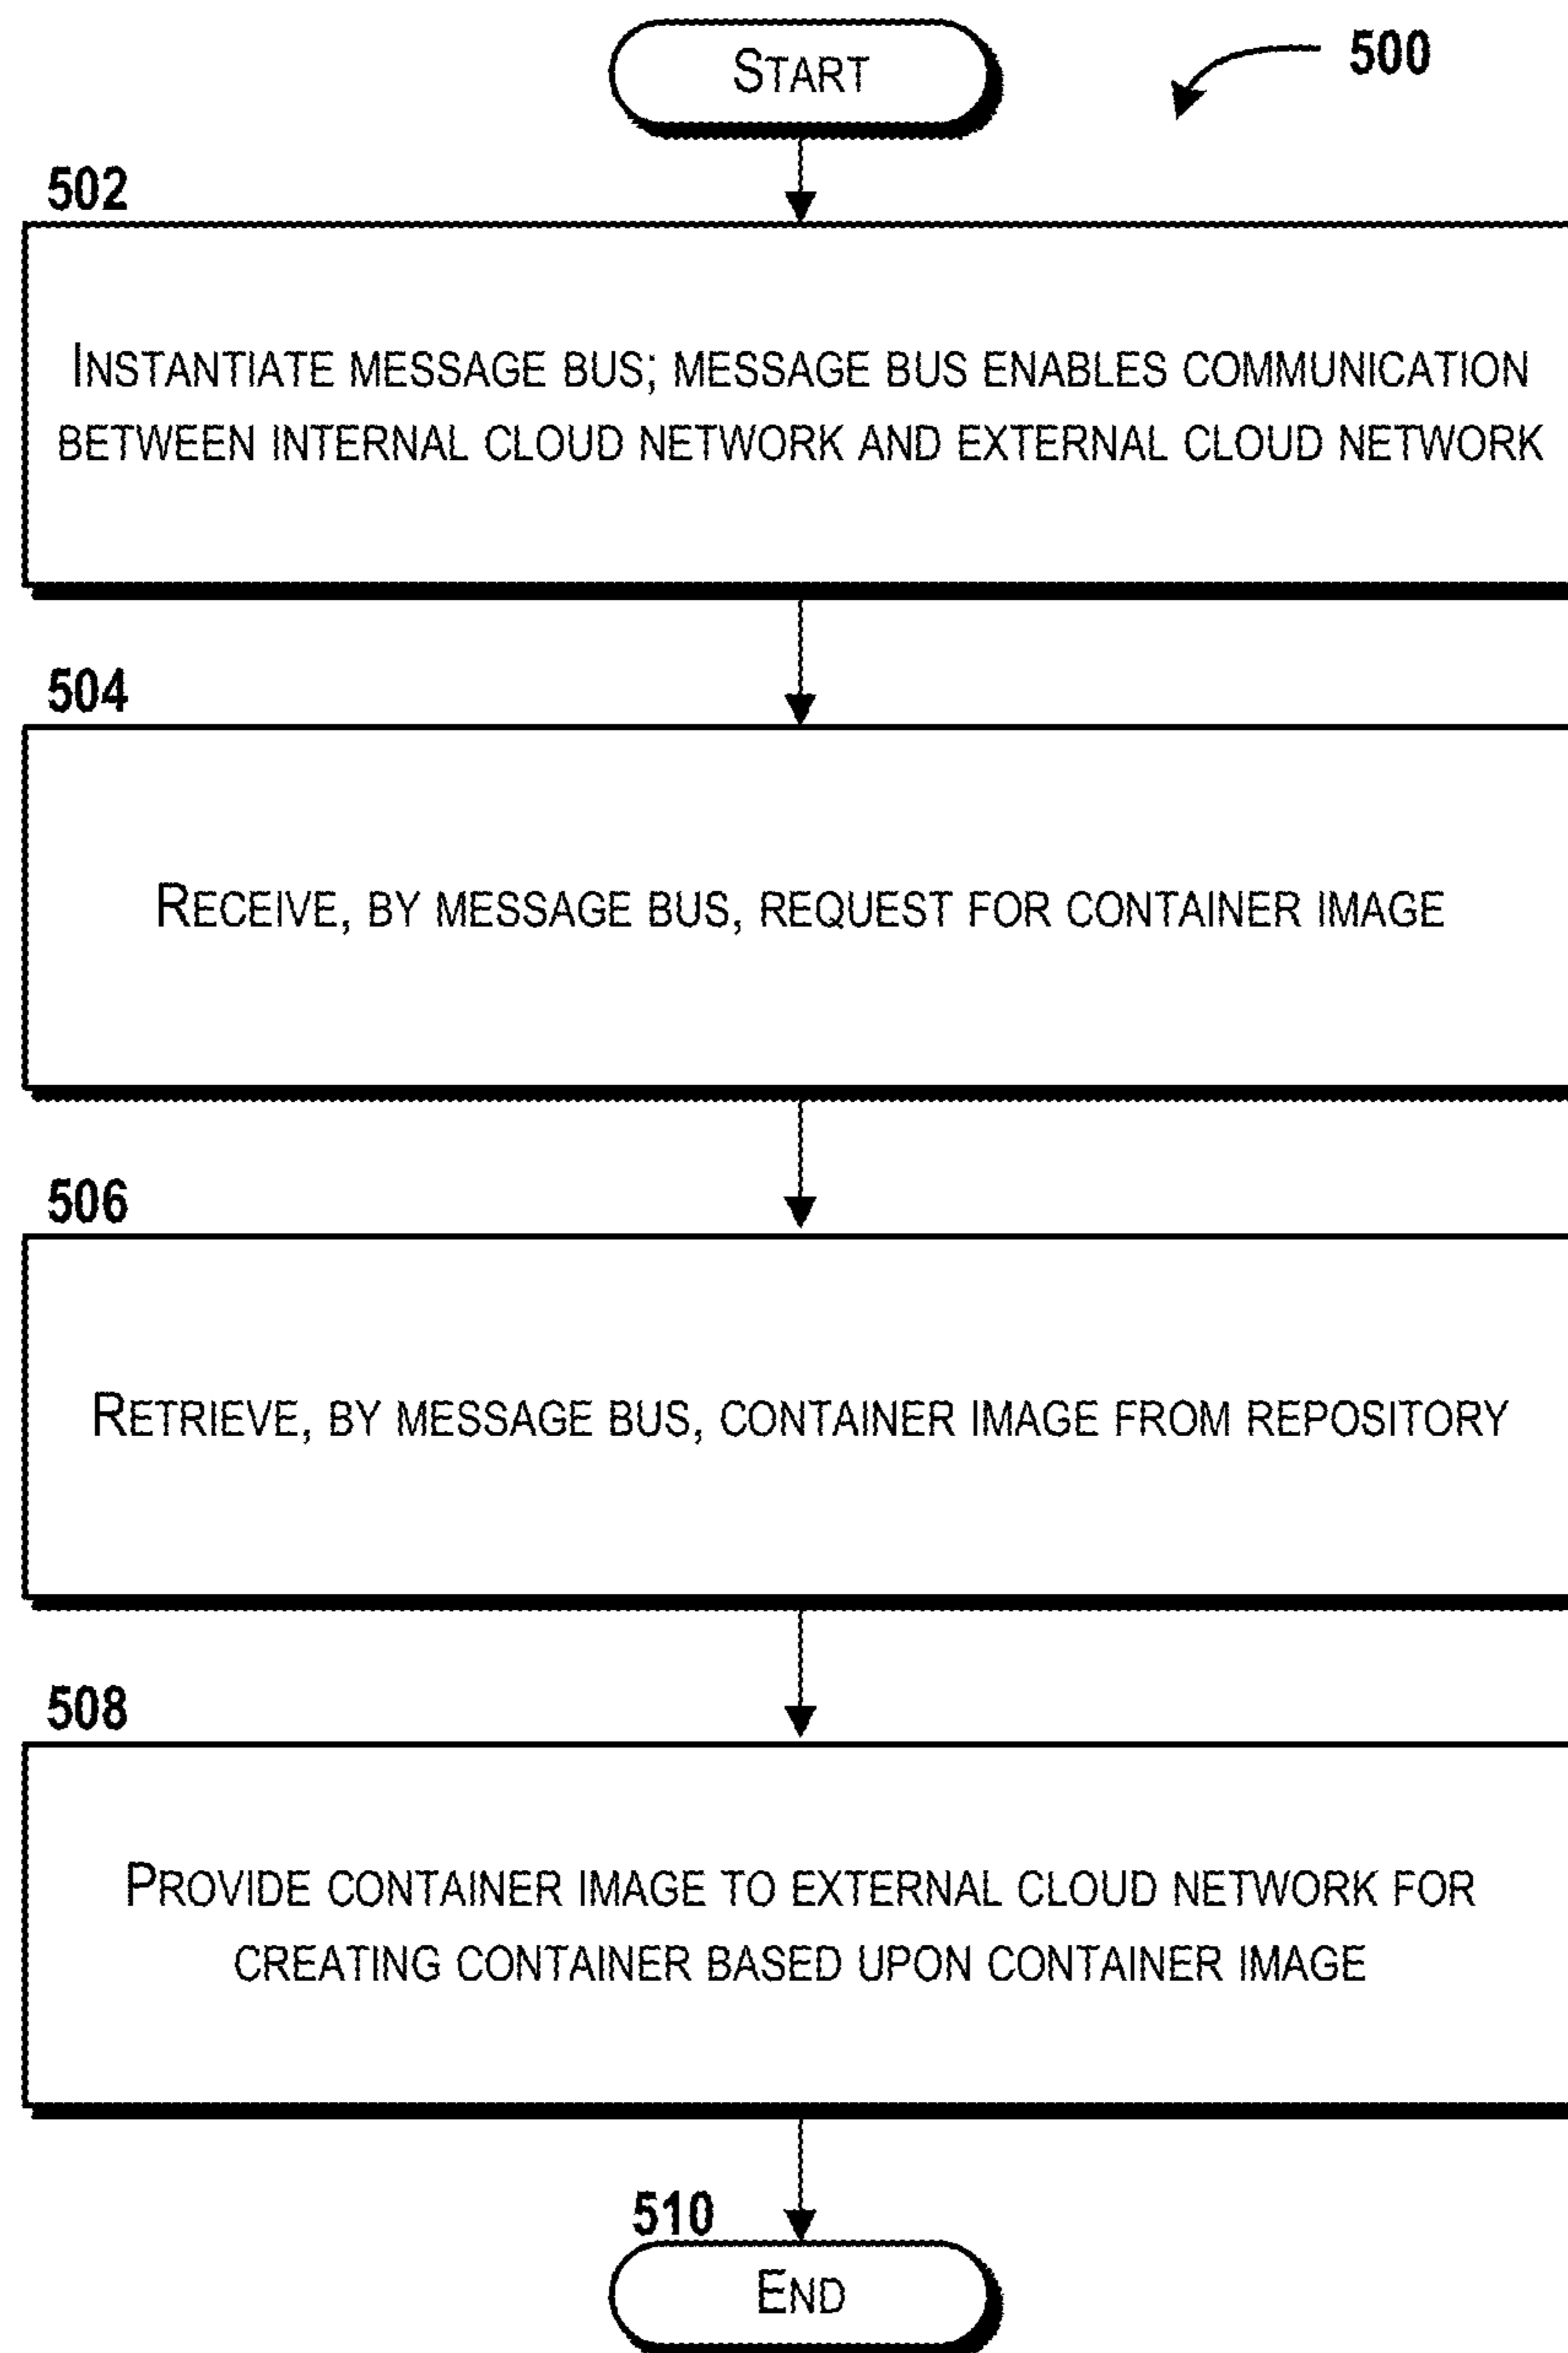 START
500
502
INSTANTIATE MESSAGE BUS; MESSAGE BUS ENABLES COMMUNICATION
BETWEEN INTERNAL CLOUD NETWORK AND EXTERNAL CLOUD NETWORK
504
RECEIVE, BY MESSAGE BUS, REQUEST FOR CONTAINER IMAGE
506
RETRIEVE, BY MESSAGE BUS, CONTAINER IMAGE FROM REPOSITORY
508
PROVIDE CONTAINER IMAGE TO EXTERNAL CLOUD NETWORK FOR
CREATING CONTAINER BASED UPON CONTAINER IMAGE
510
END